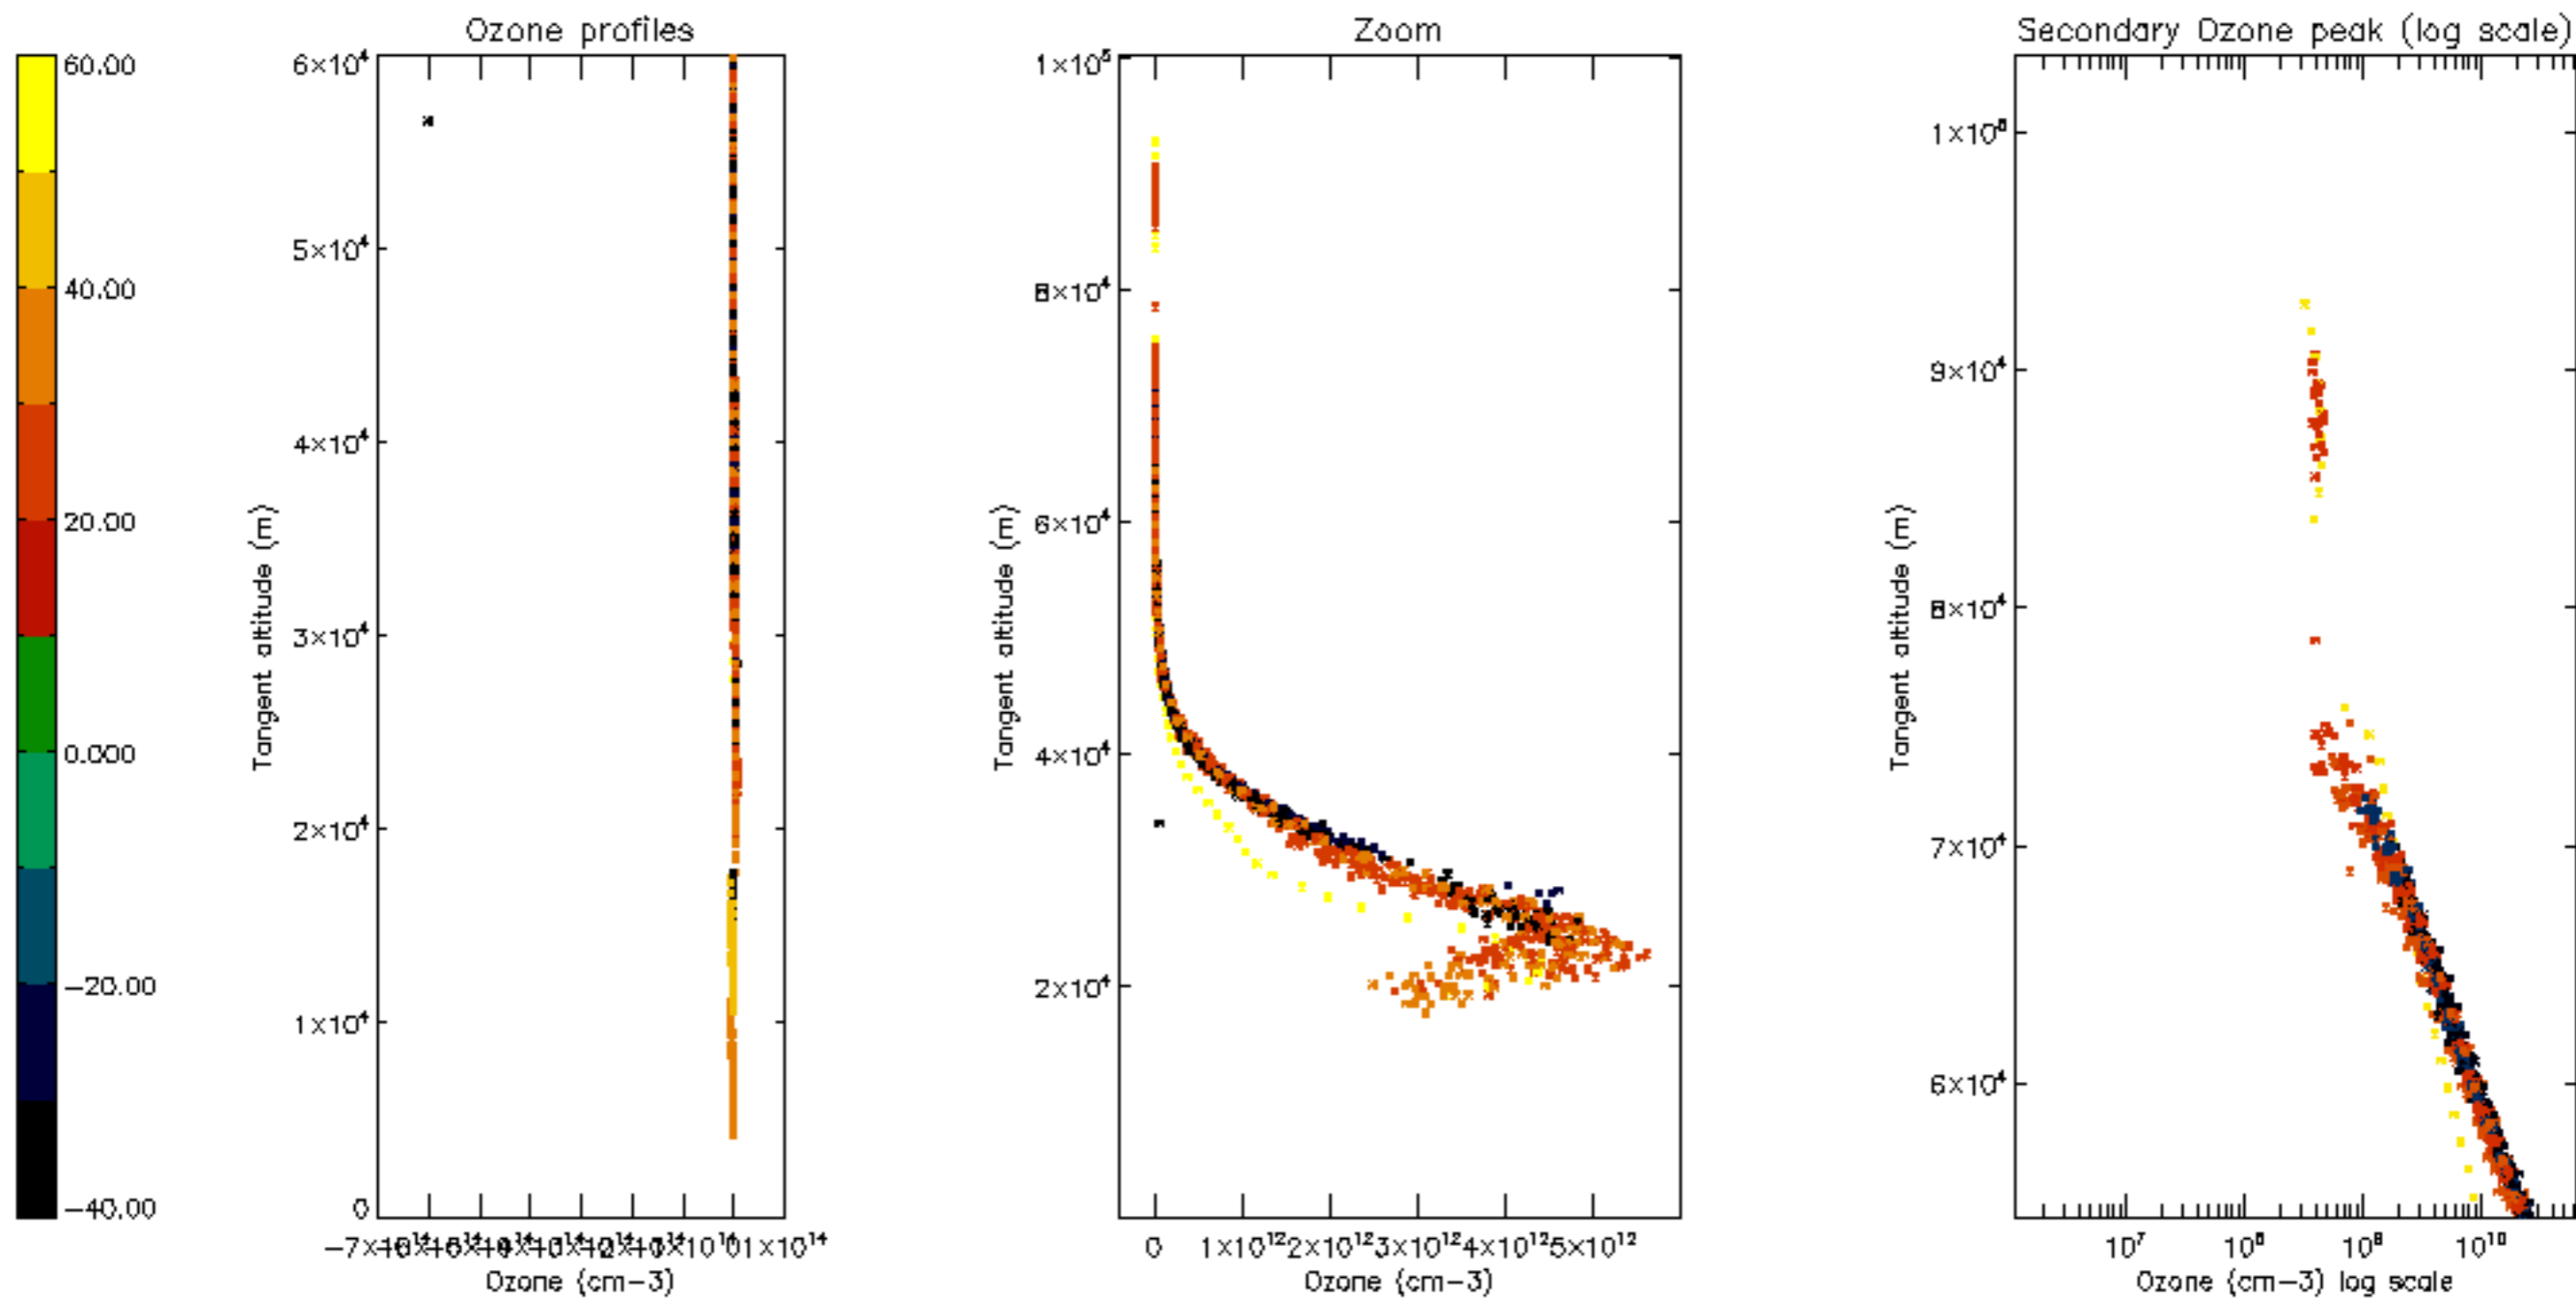 Ozone profiles
Zoom
Secondary Ozone peak (log scale)
60.00
40.00
20.00
0.000
−20.00
−40.00
6×10⁴
5×10⁴
4×10⁴
3×10⁴
2×10⁴
1×10⁴
0
Tangent altitude (m)
1×10¹⁴
Ozone (cm−3)
1×10⁵
8×10⁴
6×10⁴
4×10⁴
2×10⁴
Tangent altitude (m)
0 1×10¹² 2×10¹² 3×10¹² 4×10¹² 5×10¹²
Ozone (cm−3)
9×10⁴
8×10⁴
7×10⁴
6×10⁴
Tangent altitude (m)
10⁷ 10⁸ 10⁹ 10¹⁰
Ozone (cm−3) log scale